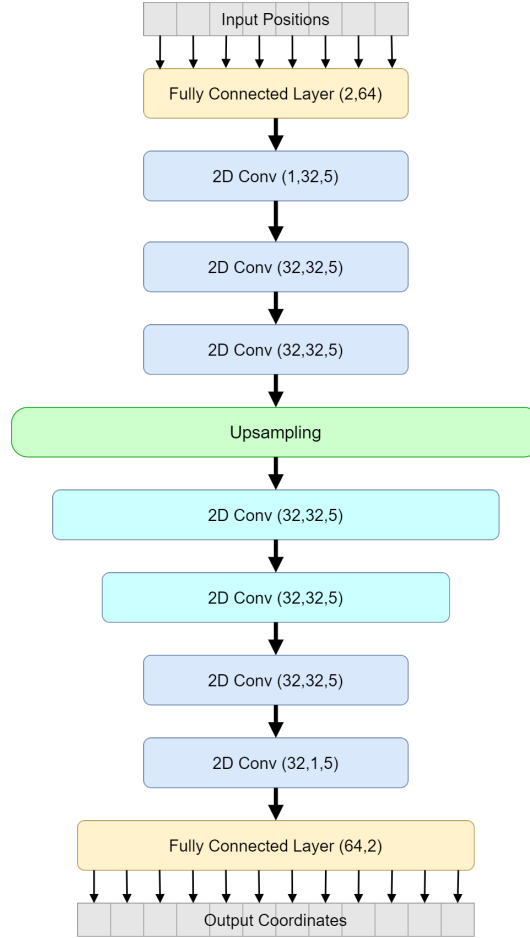 Input Positions
Fully Connected Layer (2,64)
2D Conv (1,32,5)
2D Conv (32,32,5)
2D Conv (32,32,5)
Upsampling
2D Conv (32,32,5)
2D Conv (32,32,5)
2D Conv (32,32,5)
2D Conv (32,1,5)
Fully Connected Layer (64,2)
Output Coordinates